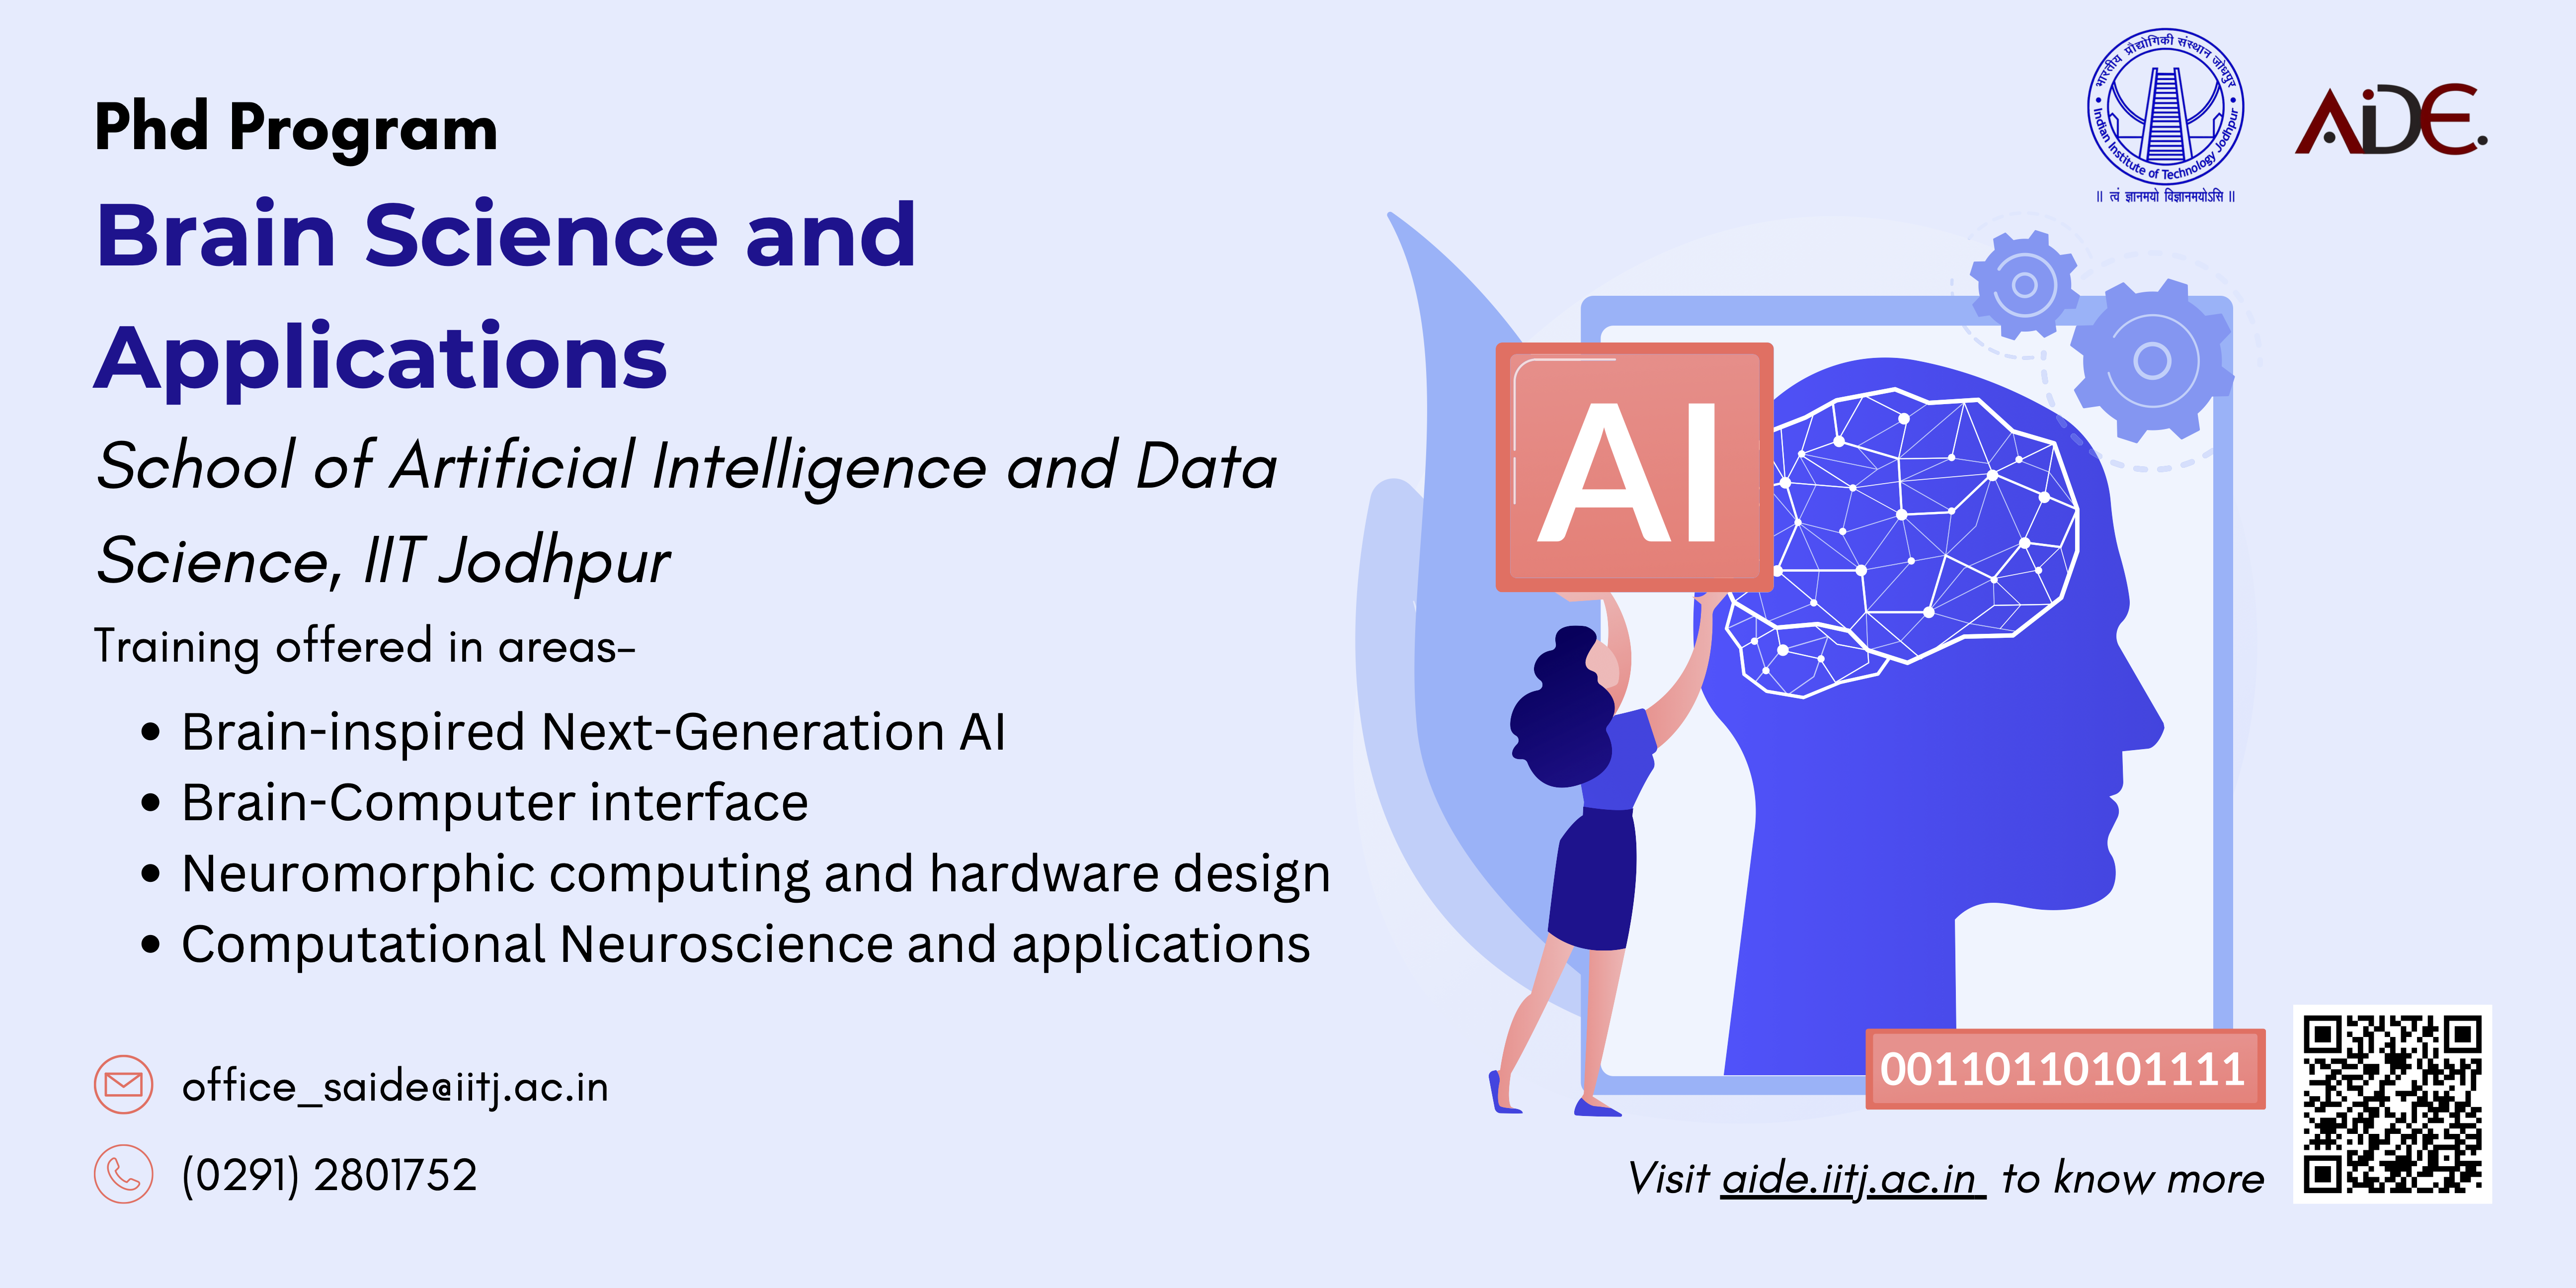 भारतीय प्रौद्योगिकी संस्थान जोधपुर
Indian Institute of Technology Jodhpur
॥ त्वं ज्ञानमयो विज्ञानमयोऽसि ॥
AiDE.
Phd Program
Brain Science and
Applications
School of Artificial Intelligence and Data
Science, IIT Jodhpur
Training offered in areas-
• Brain-inspired Next-Generation AI
• Brain-Computer interface
• Neuromorphic computing and hardware design
• Computational Neuroscience and applications
office_saide@iitj.ac.in
(0291) 2801752
AI
00110110101111
Visit aide.iitj.ac.in to know more